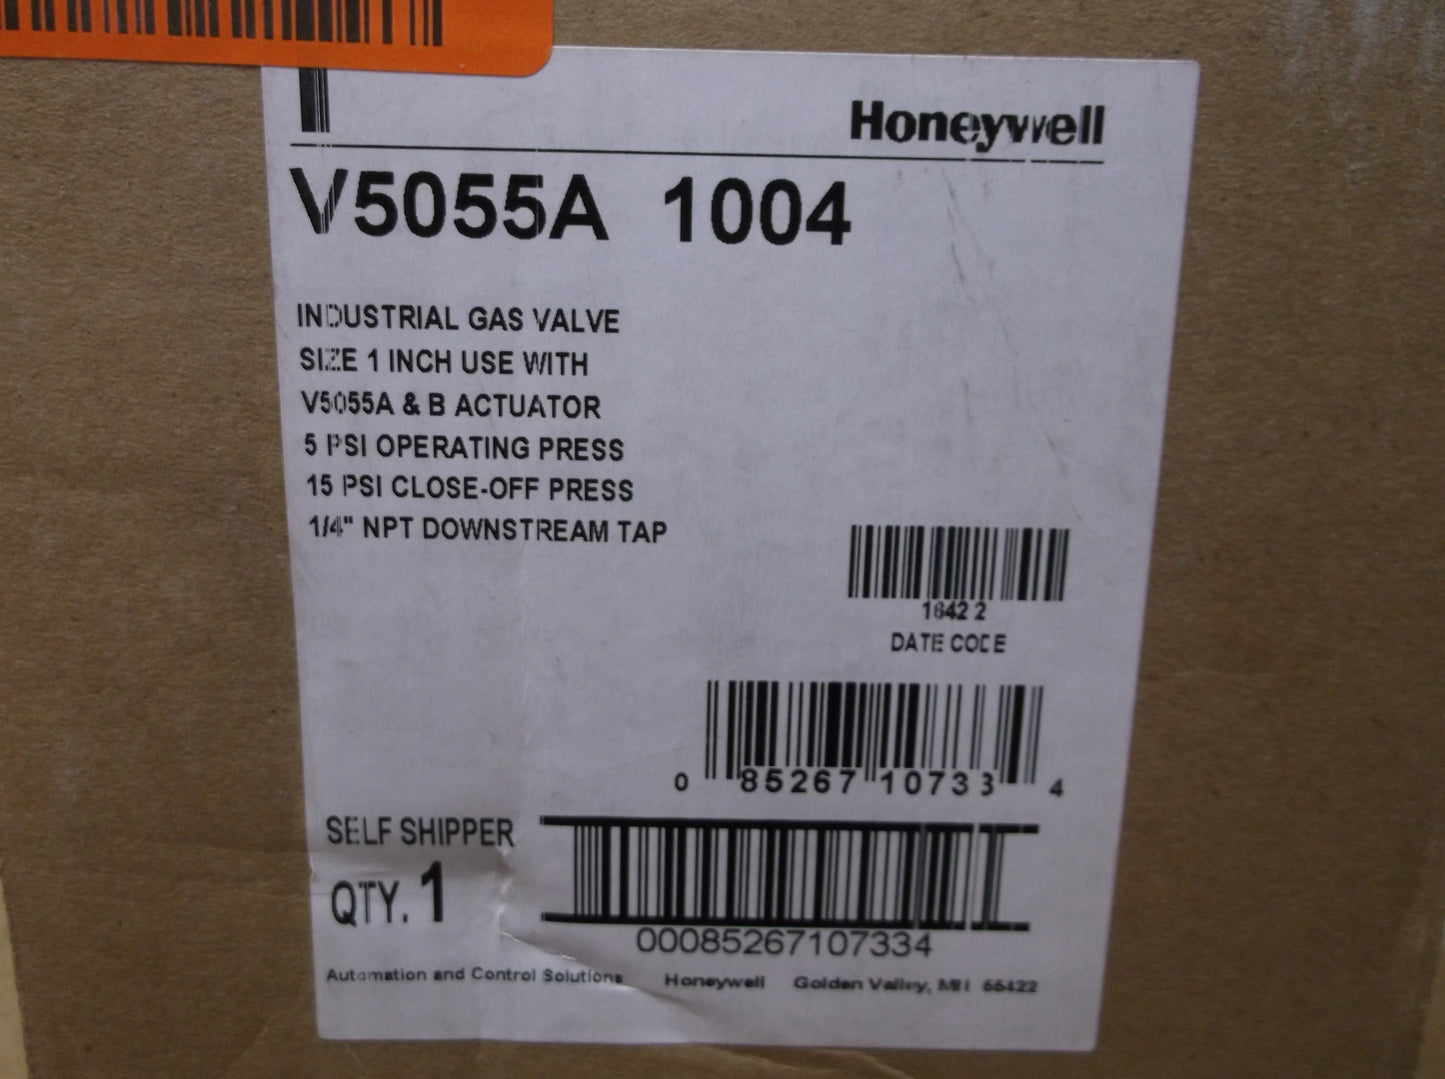 Honeywell
V5055A 1004
INDUSTRIAL GAS VALVE
SIZE 1 INCH USE WITH
V5055A & B ACTUATOR
5 PSI OPERATING PRESS
15 PSI CLOSE-OFF PRESS
1/4" NPT DOWNSTREAM TAP
1642 2
DATE CODE
0 85267 10733 4
SELF SHIPPER
QTY. 1
00085267107334
Automation and Control Solutions Honeywell Golden Valley, MN 55422